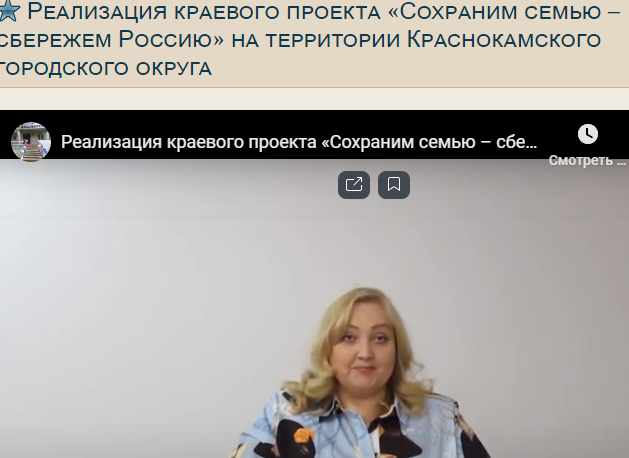 Реализация краевого проекта «Сохраним семью –
сбережем Россию» на территории Краснокамского
городского округа
Реализация краевого проекта «Сохраним семью – сбе...
Смотреть ...